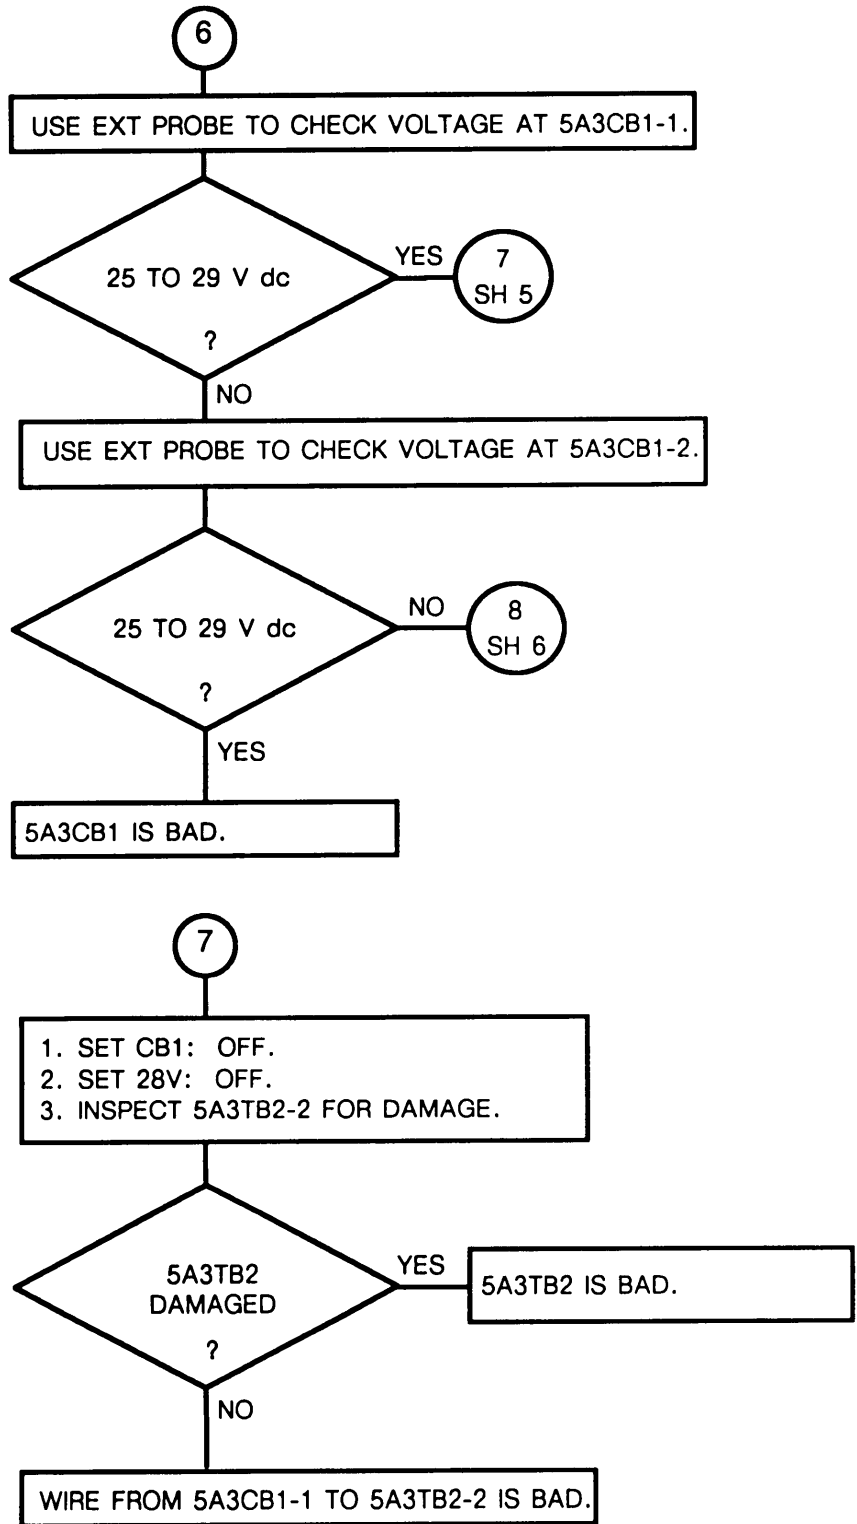 6
USE EXT PROBE TO CHECK VOLTAGE AT 5A3CB1-1.
25 TO 29 V dc
?
YES
7
SH 5
NO
USE EXT PROBE TO CHECK VOLTAGE AT 5A3CB1-2.
25 TO 29 V dc
?
NO
8
SH 6
YES
5A3CB1 IS BAD.
7
1. SET CB1: OFF.
2. SET 28V: OFF.
3. INSPECT 5A3TB2-2 FOR DAMAGE.
5A3TB2
DAMAGED
?
YES
5A3TB2 IS BAD.
NO
WIRE FROM 5A3CB1-1 TO 5A3TB2-2 IS BAD.